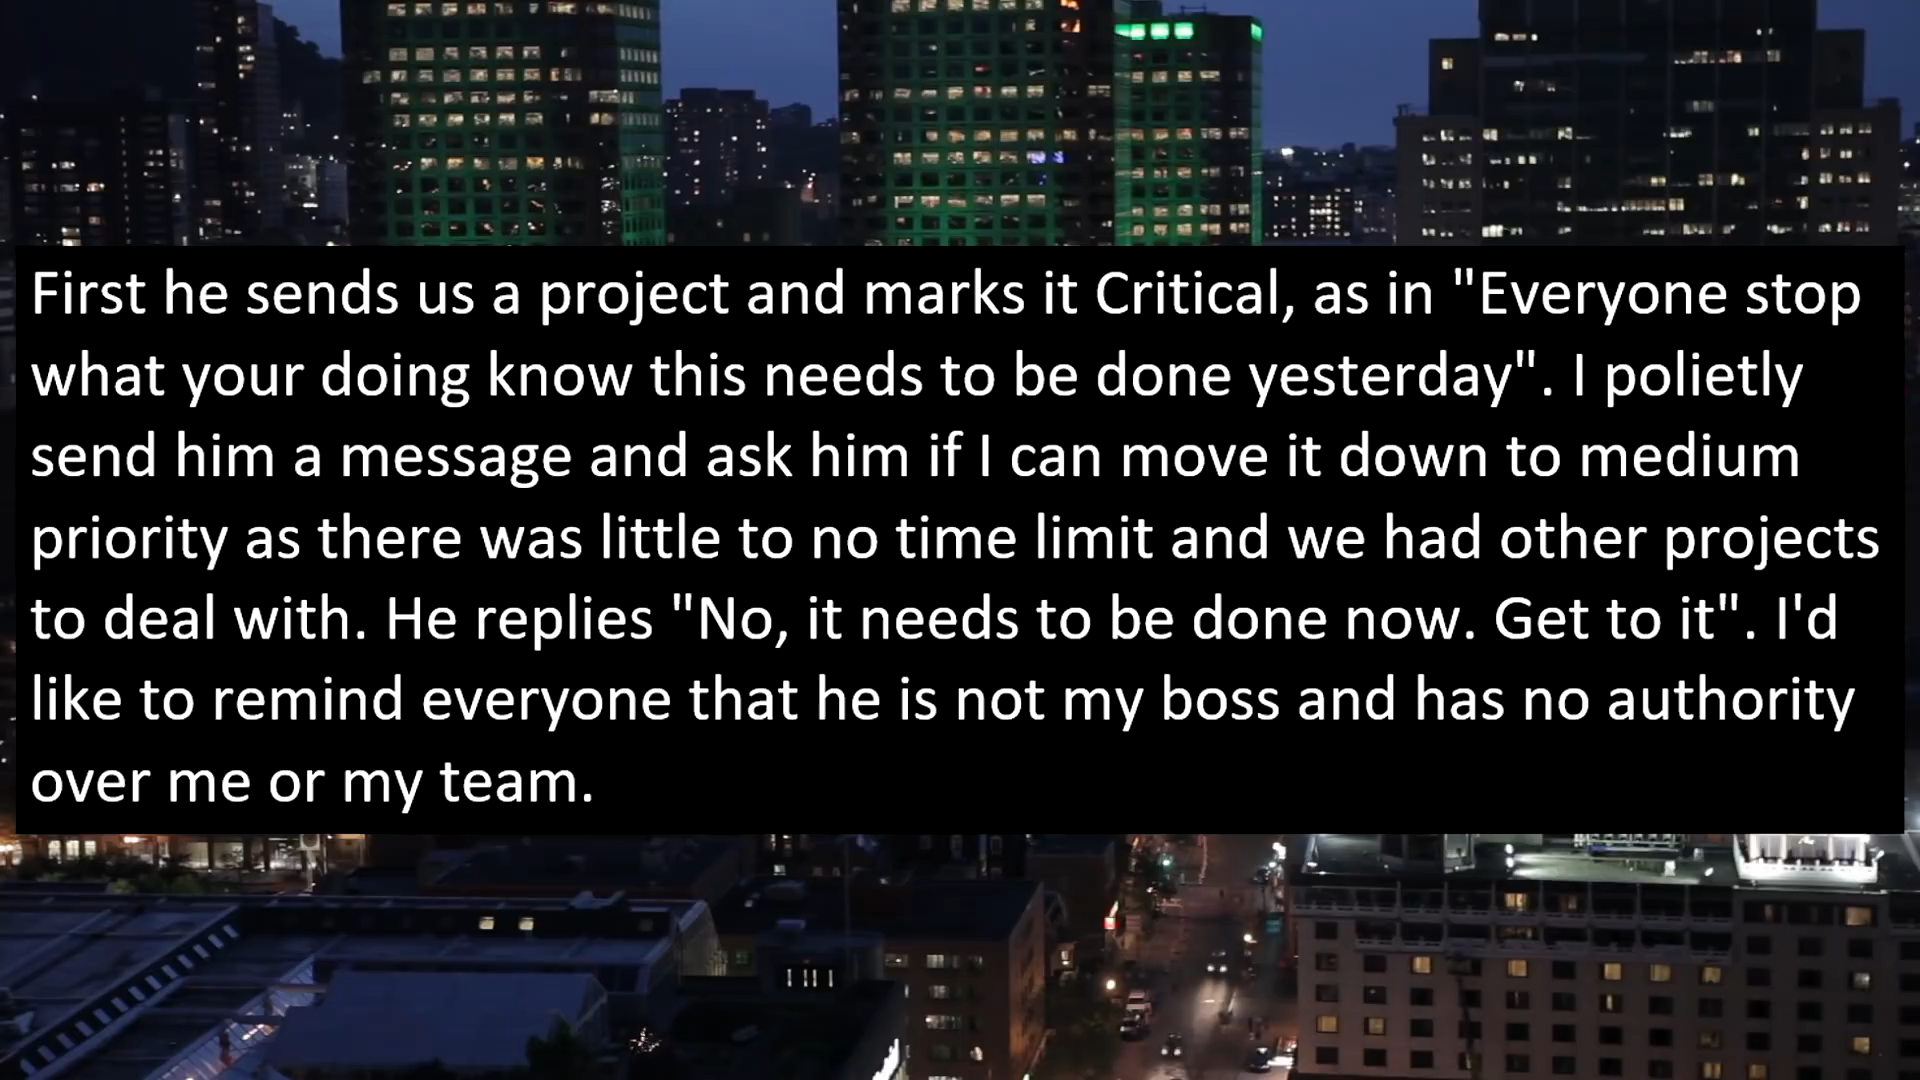 First he sends us a project and marks it Critical, as in "Everyone stop
what your doing know this needs to be done yesterday". I polietly
send him a message and ask him if I can move it down to medium
priority as there was little to no time limit and we had other projects
to deal with. He replies "No, it needs to be done now. Get to it". I'd
like to remind everyone that he is not my boss and has no authority
over me or my team.